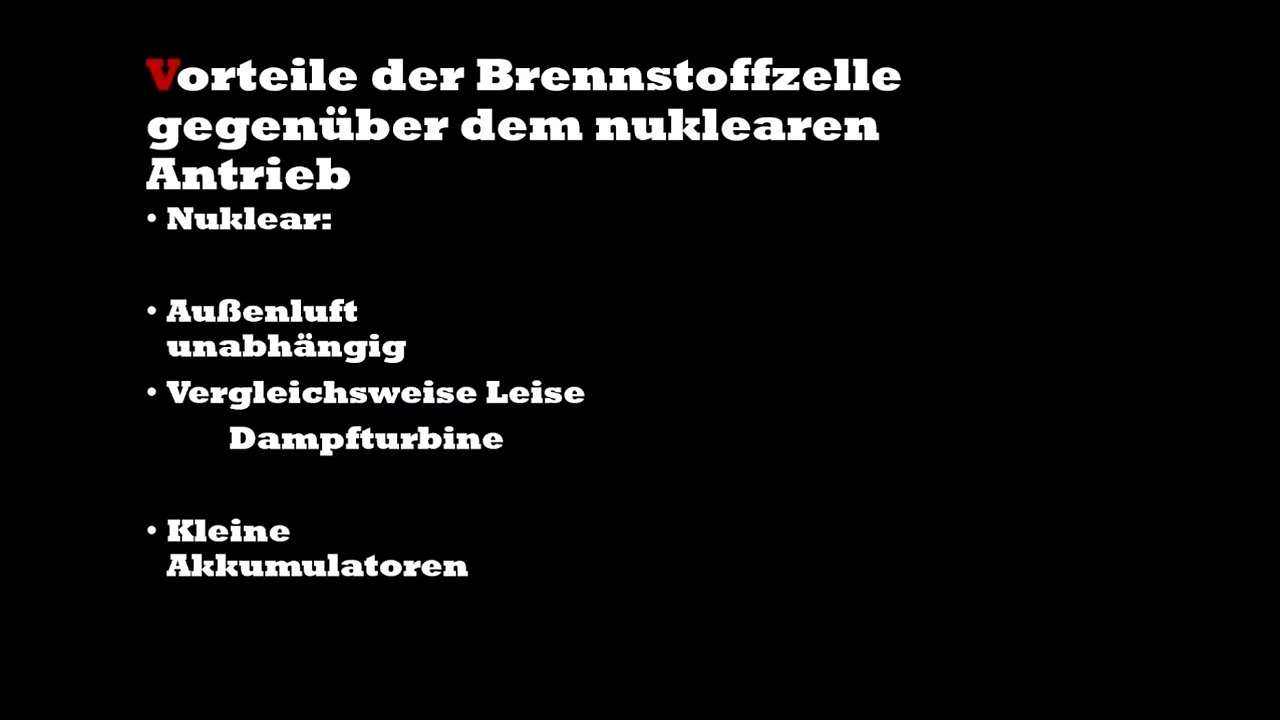 Vorteile der Brennstoffzelle
gegenüber dem nuklearen
Antrieb
• Nuklear:
• Außenluft
unabhängig
• Vergleichsweise Leise
Dampfturbine
• Kleine
Akkumulatoren